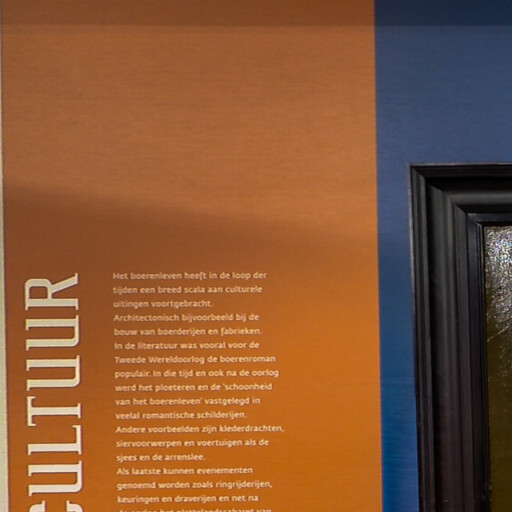 CULTUUR
Het boerenleven heeft in de loop der
tijden een breed scala aan culturele
uitingen voortgebracht.
Architectonisch bijvoorbeeld bij de
bouw van boerderijen en fabrieken.
In de literatuur was vooral voor de
Tweede Wereldoorlog de boerenroman
populair. In die tijd en ook na de oorlog
werd het ploeteren en de 'schoonheid
van het boerenleven' vastgelegd in
veelal romantische schilderijen.
Andere voorbeelden zijn klederdrachten,
siervoorwerpen en voertuigen als de
sjees en de arrenslee.
Als laatste kunnen evenementen
genoemd worden zoals ringrijderijen,
keuringen en draverijen en net na